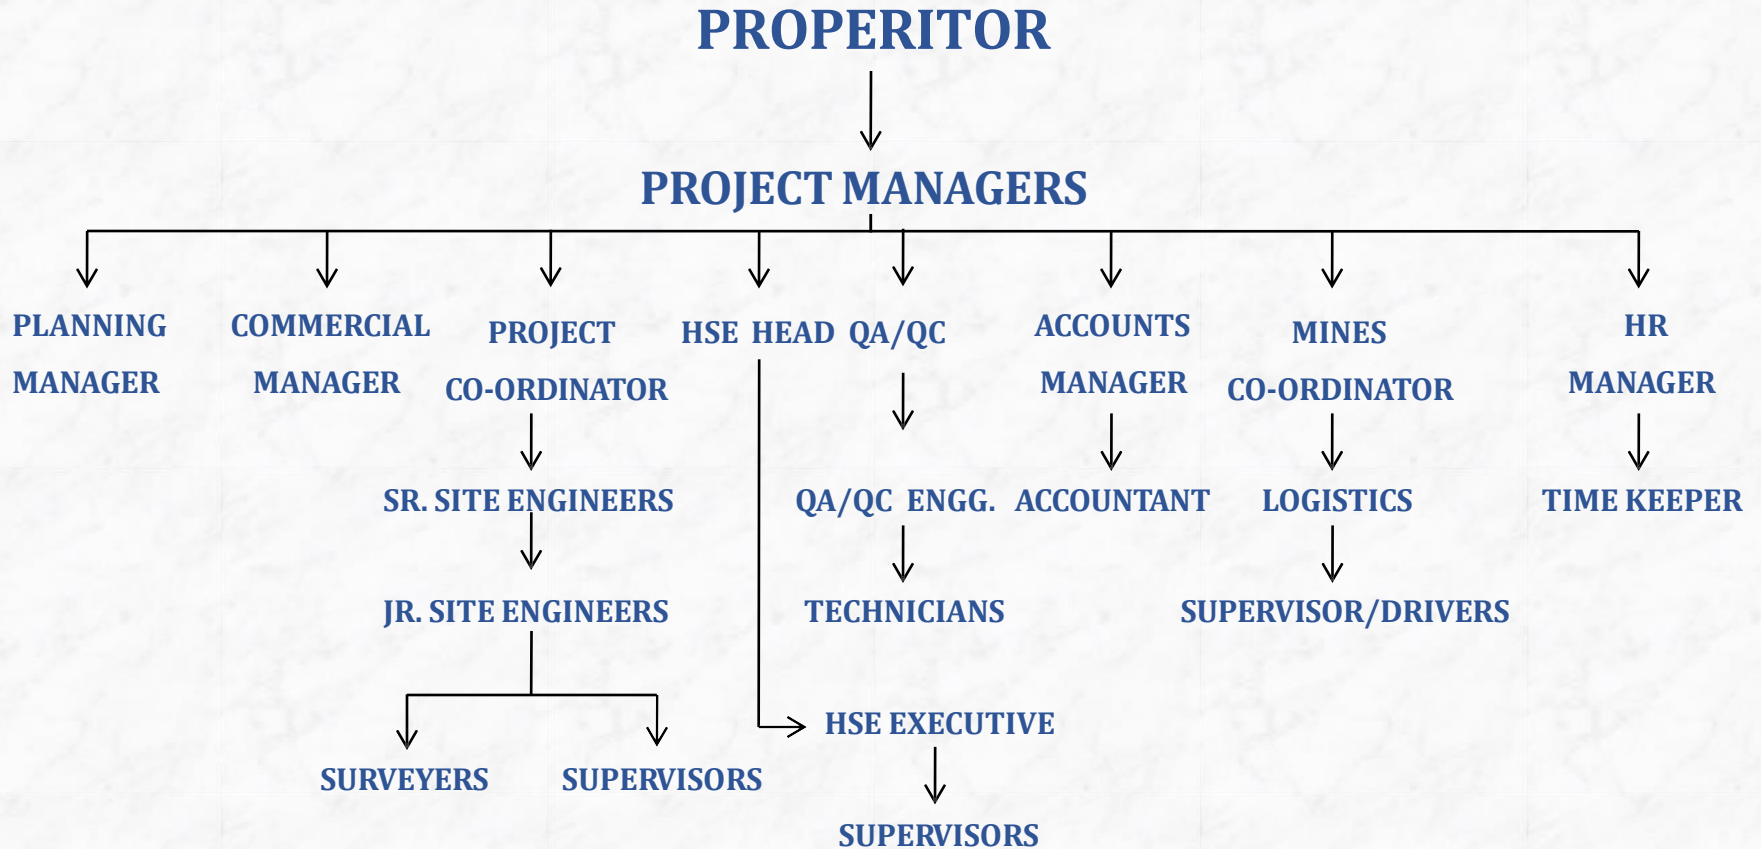 PROPERITOR
PROJECT MANAGERS
PLANNING
MANAGER
COMMERCIAL
MANAGER
PROJECT
CO-ORDINATOR
HSE HEAD
QA/QC
ACCOUNTS
MANAGER
MINES
CO-ORDINATOR
HR
MANAGER
SR. SITE ENGINEERS
QA/QC ENGG.
ACCOUNTANT
LOGISTICS
TIME KEEPER
JR. SITE ENGINEERS
TECHNICIANS
SUPERVISOR/DRIVERS
HSE EXECUTIVE
SURVEYERS
SUPERVISORS
SUPERVISORS